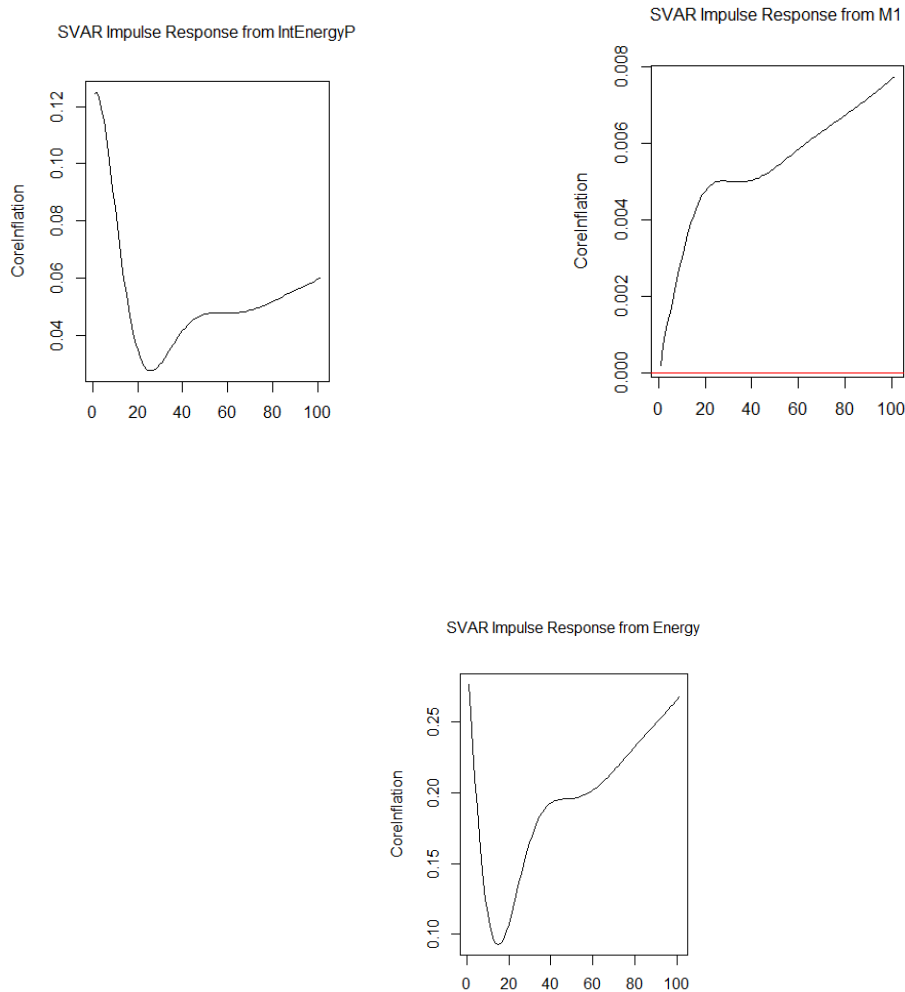 SVAR Impulse Response from IntEnergyP
CoreInflation
0.12
0.10
0.08
0.06
0.04
0 20 40 60 80 100
SVAR Impulse Response from M1
CoreInflation
0.008
0.006
0.004
0.002
0.000
0 20 40 60 80 100
SVAR Impulse Response from Energy
CoreInflation
0.25
0.20
0.15
0.10
0 20 40 60 80 100